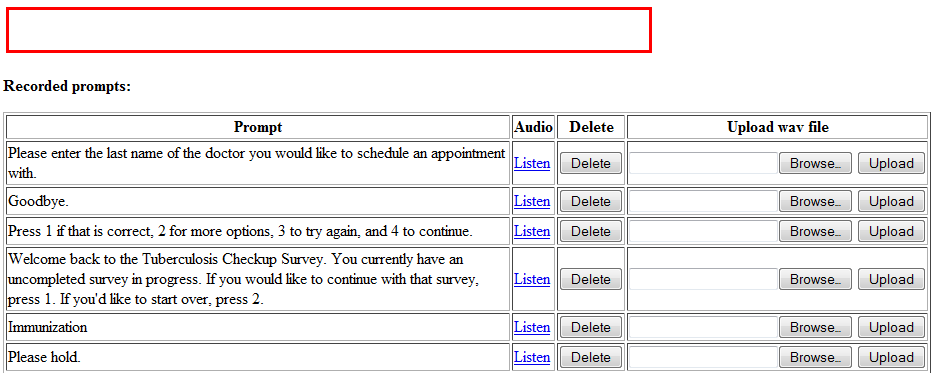 Recorded prompts:
Prompt Audio Delete Upload wav file
Please enter the last name of the doctor you would like to schedule an appointment
with. Listen Delete Browse... Upload
Goodbye. Listen Delete Browse... Upload
Press 1 if that is correct, 2 for more options, 3 to try again, and 4 to continue. Listen Delete Browse... Upload
Welcome back to the Tuberculosis Checkup Survey. You currently have an
uncompleted survey in progress. If you would like to continue with that survey, Listen Delete Browse... Upload
press 1. If you'd like to start over, press 2.
Immunization Listen Delete Browse... Upload
Please hold. Listen Delete Browse... Upload